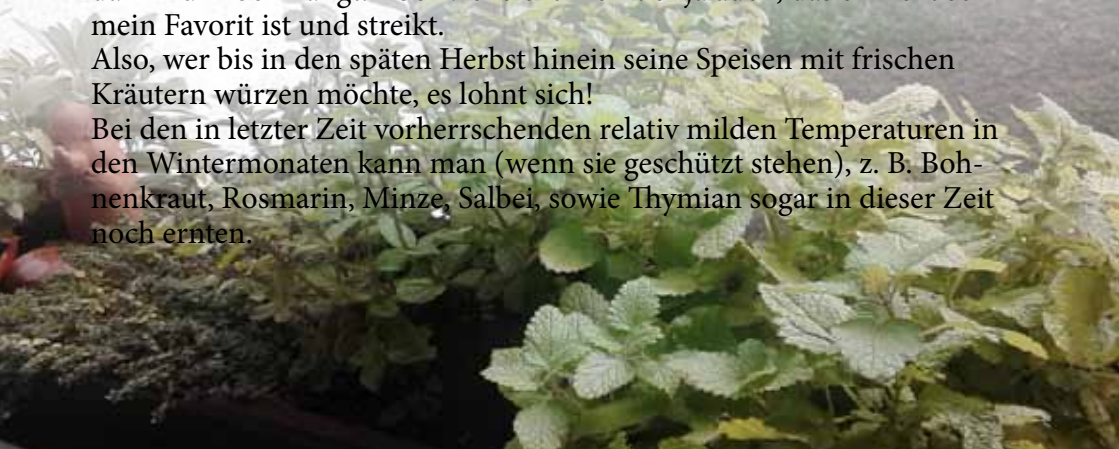 mein Favorit ist und streikt.
Also, wer bis in den späten Herbst hinein seine Speisen mit frischen
Kräutern würzen möchte, es lohnt sich!
Bei den in letzter Zeit vorherrschenden relativ milden Temperaturen in
den Wintermonaten kann man (wenn sie geschützt stehen), z. B. Boh-
nenkraut, Rosmarin, Minze, Salbei, sowie Thymian sogar in dieser Zeit
noch ernten.